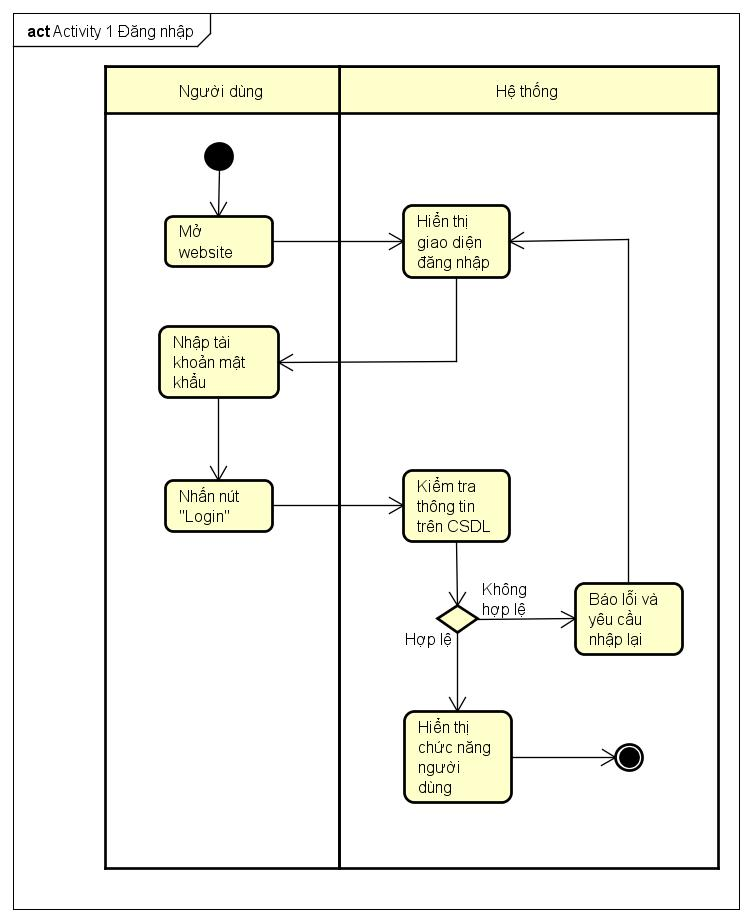 act Activity 1 Đăng nhập
Người dùng
Hệ thống
Mở
website
Hiển thị
giao diện
đăng nhập
Nhập tài
khoản mật
khẩu
Nhấn nút
"Login"
Kiểm tra
thông tin
trên CSDL
Không
hợp lệ
Báo lỗi và
yêu cầu
nhập lại
Hợp lệ
Hiển thị
chức năng
người
dùng